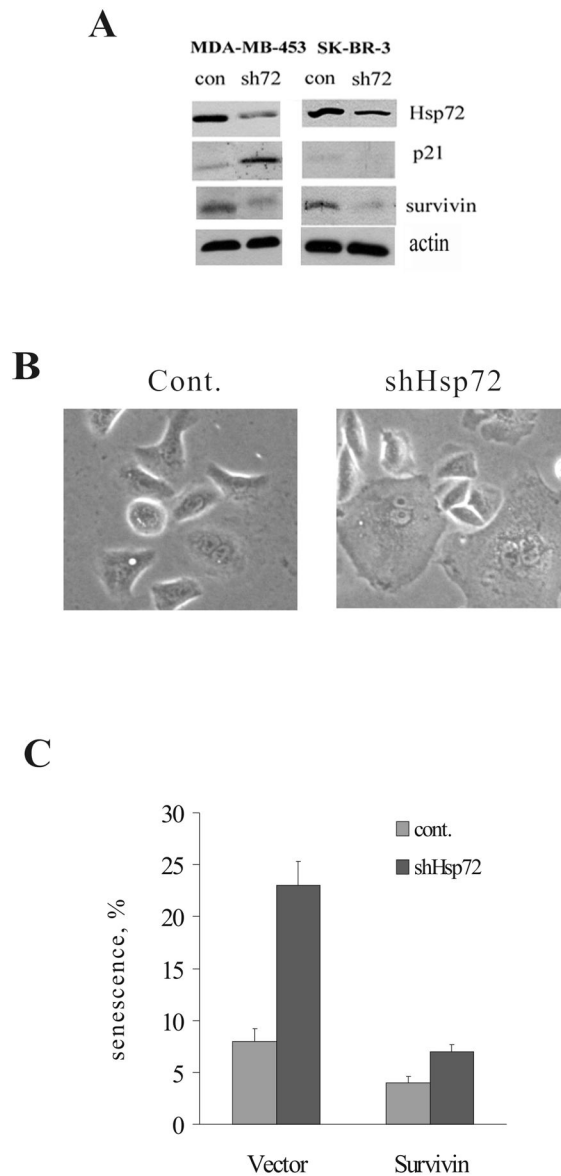 A
MDA-MB-453 SK-BR-3
con sh72 con sh72
Hsp72
p21
survivin
actin
B
Cont. shHsp72
C
30
25
20
15
10
5
0
senescence, %
cont.
shHsp72
Vector Survivin